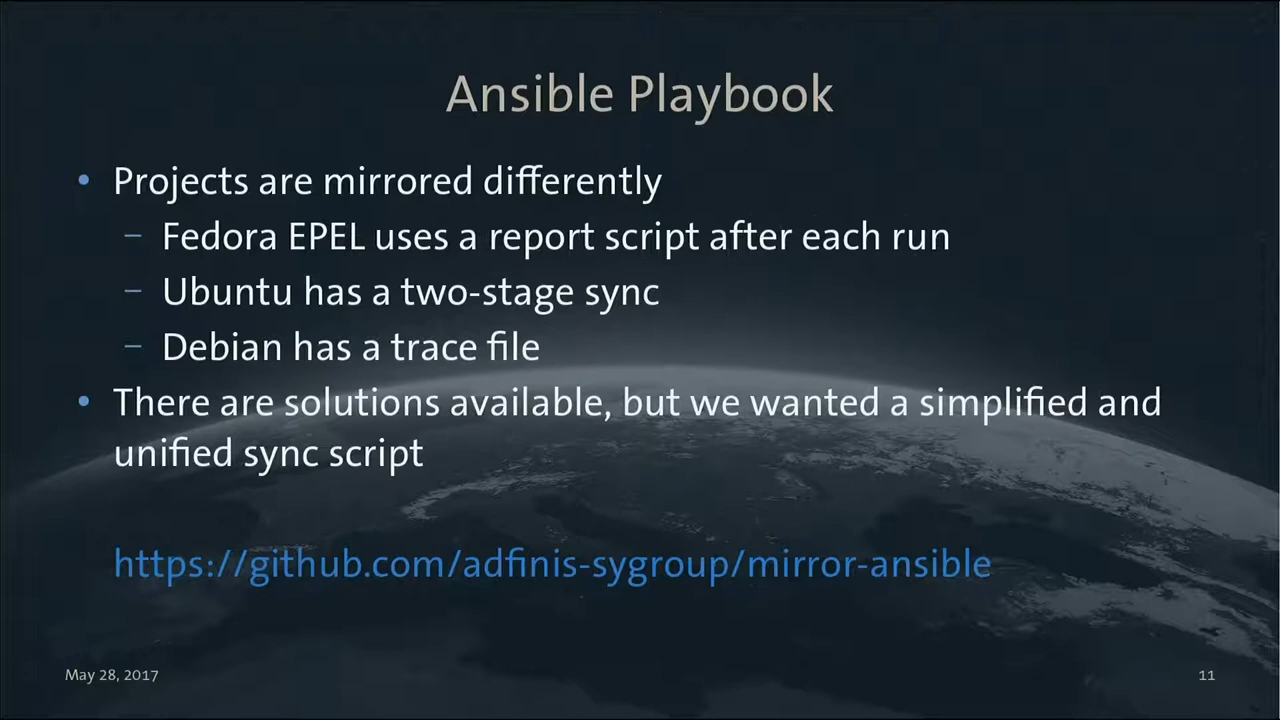 Ansible Playbook
• Projects are mirrored differently
– Fedora EPEL uses a report script after each run
– Ubuntu has a two-stage sync
– Debian has a trace file
• There are solutions available, but we wanted a simplified and
unified sync script
https://github.com/adfinis-sygroup/mirror-ansible
May 28, 2017
11